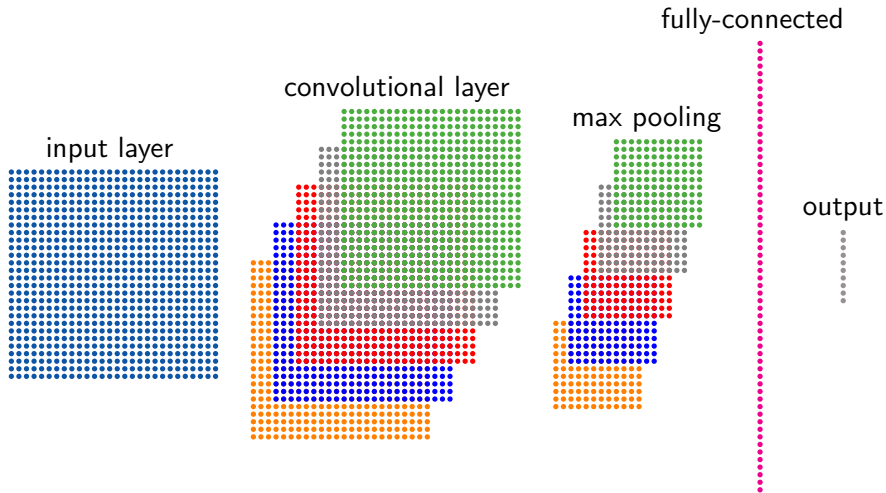 input layer
convolutional layer
max pooling
fully-connected
output